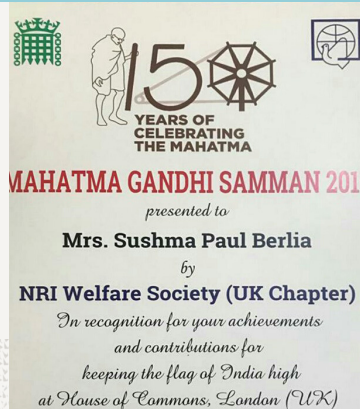 150
YEARS OF
CELEBRATING
THE MAHATMA
MAHATMA GANDHI SAMMAN 201
presented to
Mrs. Sushma Paul Berlia
by
NRI Welfare Society (UK Chapter)
In recognition for your achievements
and contributions for
keeping the flag of India high
at House of Commons, London (UK)